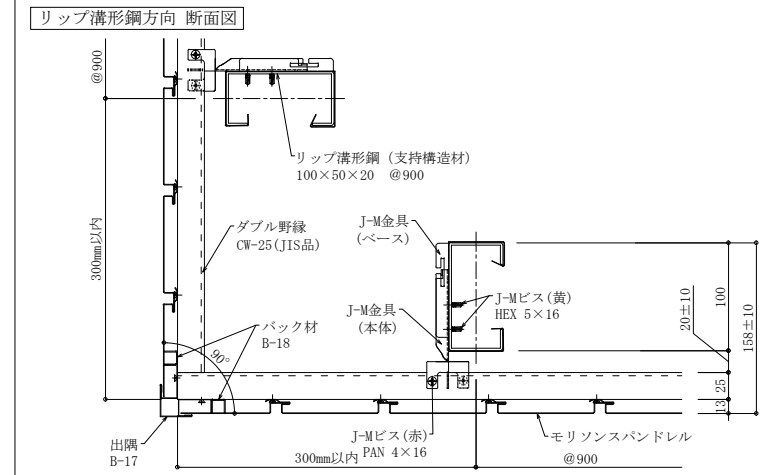 リップ溝形鋼方向 断面図
@900
リップ溝形鋼 (支持構造材)
100×50×20 @900
300mm以内
ダブル野縁
CW-25(JIS品)
J-M金具
(ベース)
J-Mビス(黄)
HEX 5×16
J-M金具
(本体)
バック材
B-18
90°
100
20±10
158±10
25
13
出隅
B-17
J-Mビス(赤)
PAN 4×16
モリソンスパンドレル
300mm以内
@900